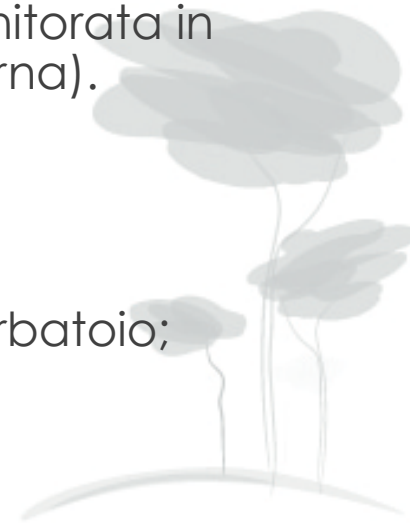 nitorata in
rna).
rbatoio;